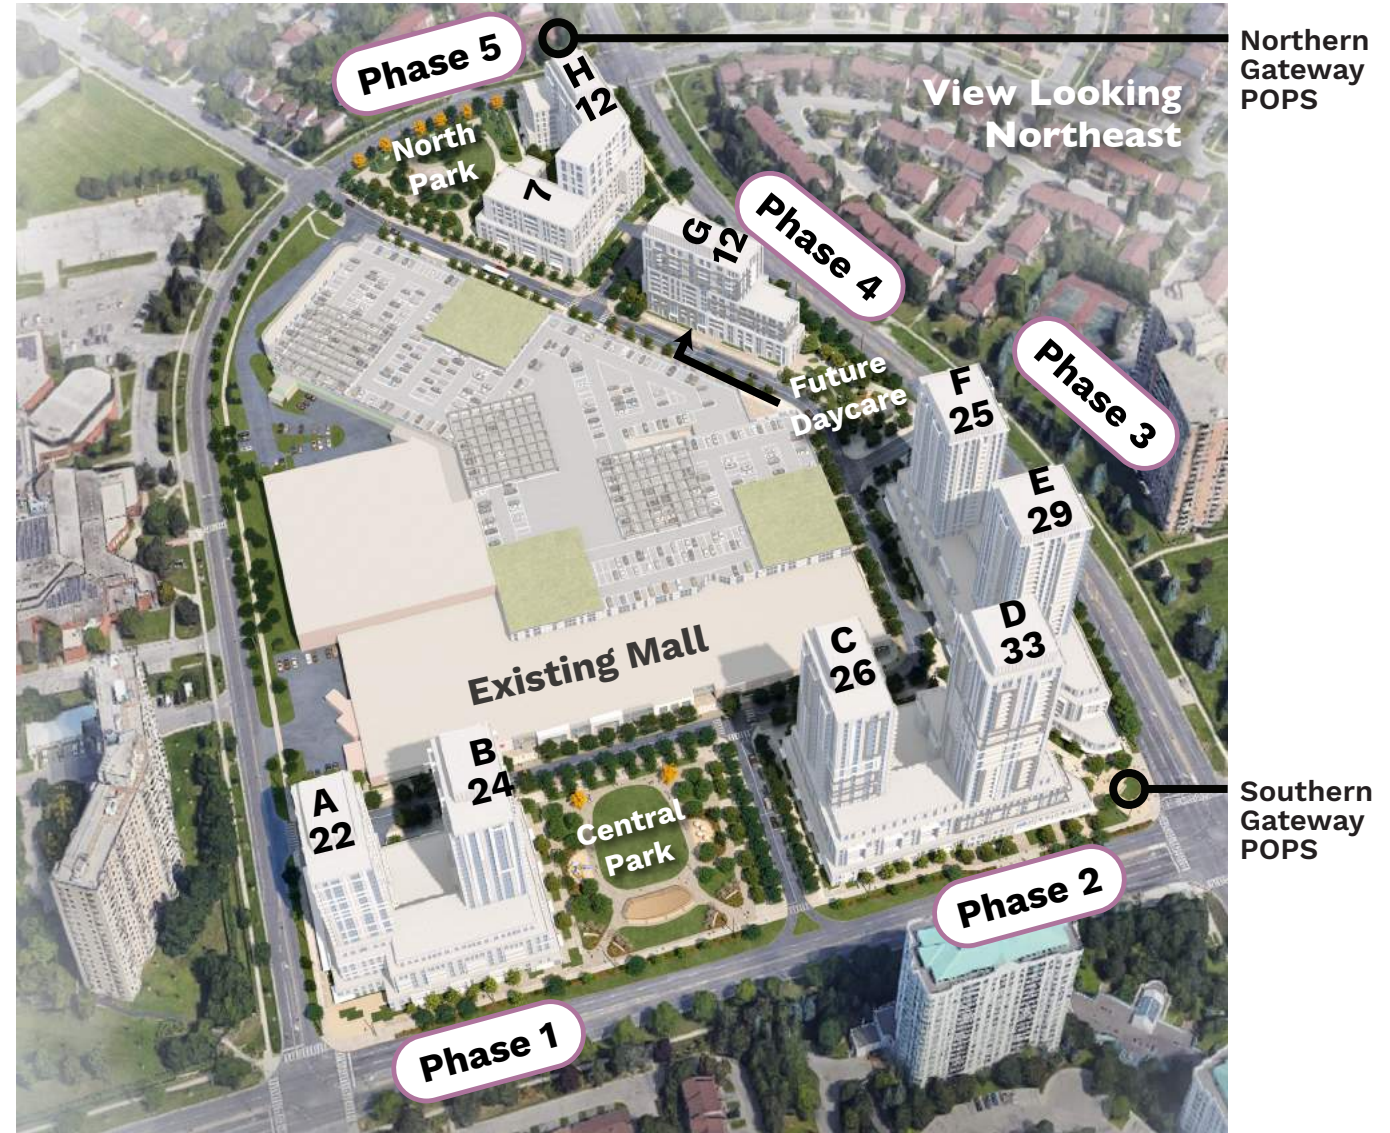 Phase 5
H
12
Northern
Gateway
POPS
View Looking
Northeast
North
Park
7
G
12
Phase 4
Future
Daycare
F
25
Phase 3
E
29
Existing Mall
C
26
D
33
B
24
A
22
Central
Park
Southern
Gateway
POPS
Phase 2
Phase 1